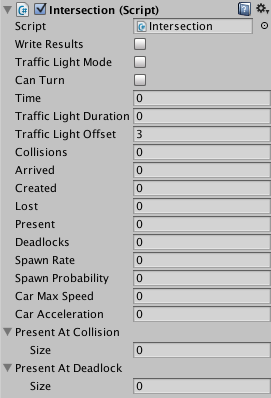 Intersection (Script)
Script Intersection
Write Results
Traffic Light Mode
Can Turn
Time 0
Traffic Light Duration 0
Traffic Light Offset 3
Collisions 0
Arrived 0
Created 0
Lost 0
Present 0
Deadlocks 0
Spawn Rate 0
Spawn Probability 0
Car Max Speed 0
Car Acceleration 0
Present At Collision
Size 0
Present At Deadlock
Size 0